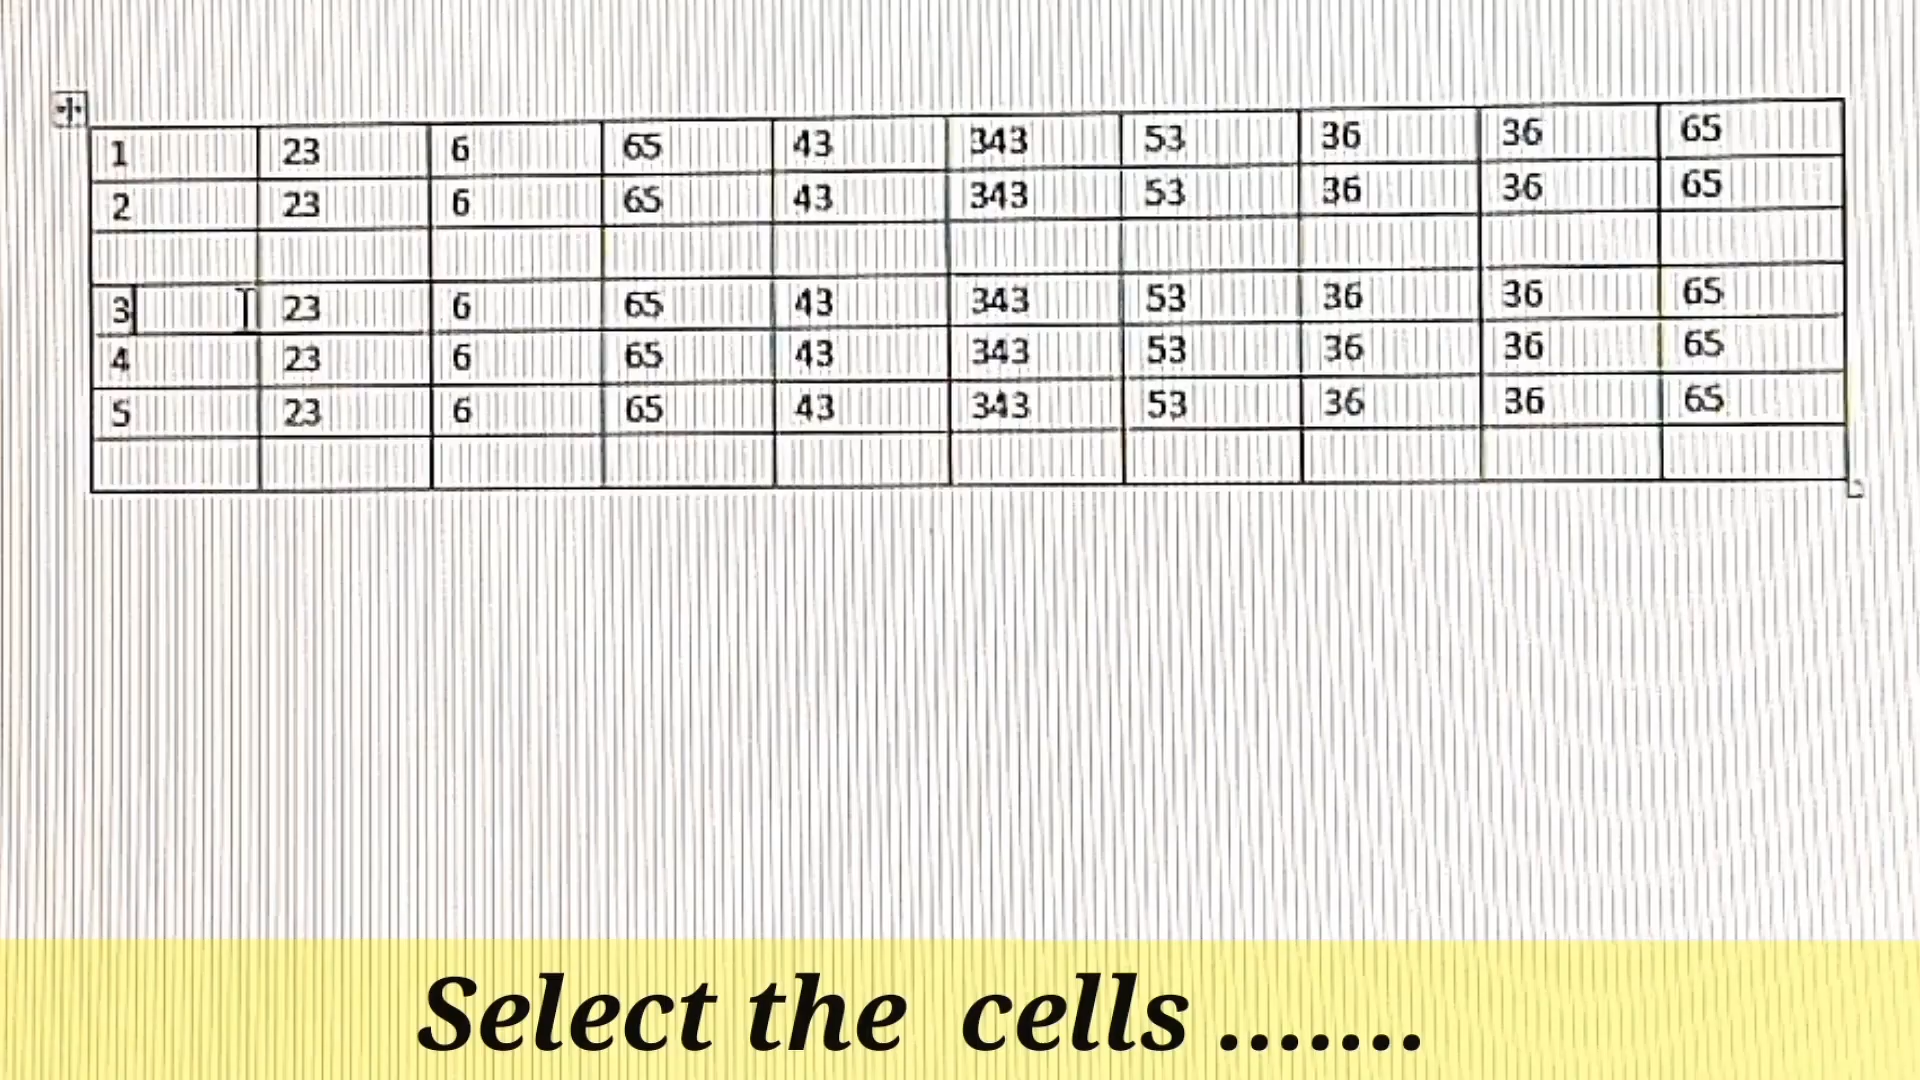 1 23 6 65 43 343 53 36 36 65
2 23 6 65 43 343 53 36 36 65
3 23 6 65 43 343 53 36 36 65
4 23 6 65 43 343 53 36 36 65
5 23 6 65 43 343 53 36 36 65
Select the cells .......